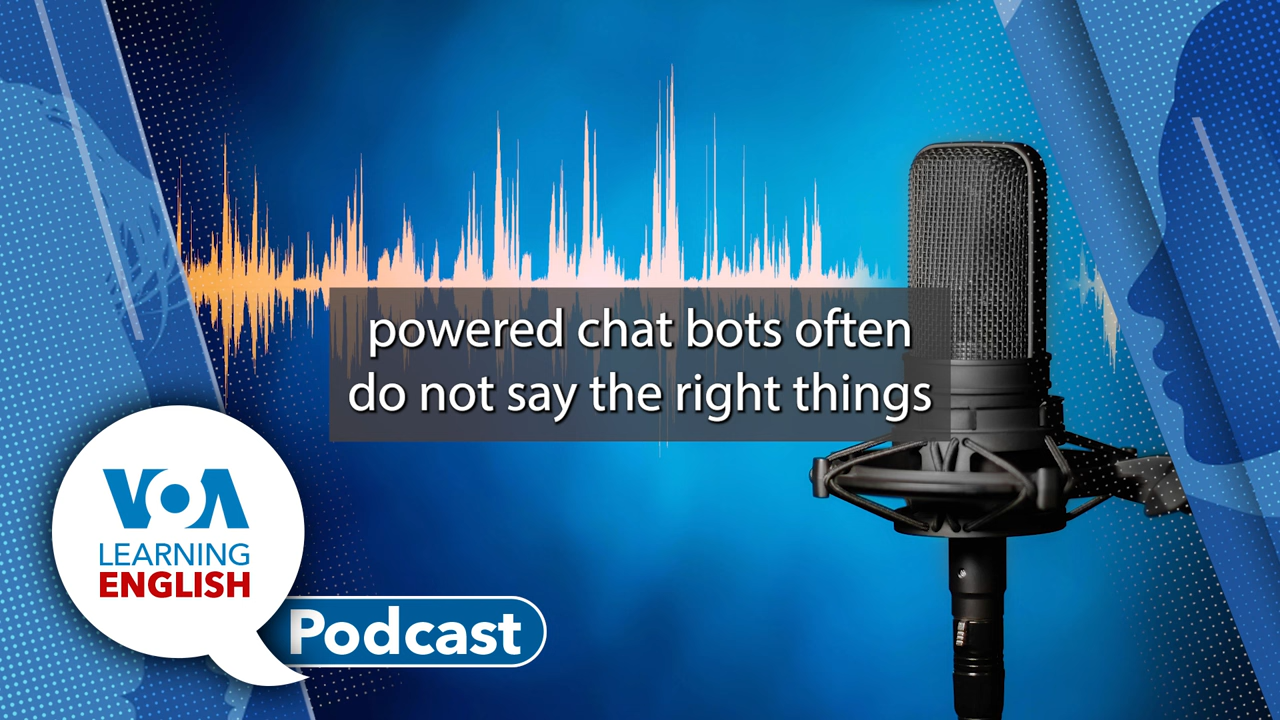 powered chat bots often
do not say the right things
VOA
LEARNING
ENGLISH
Podcast